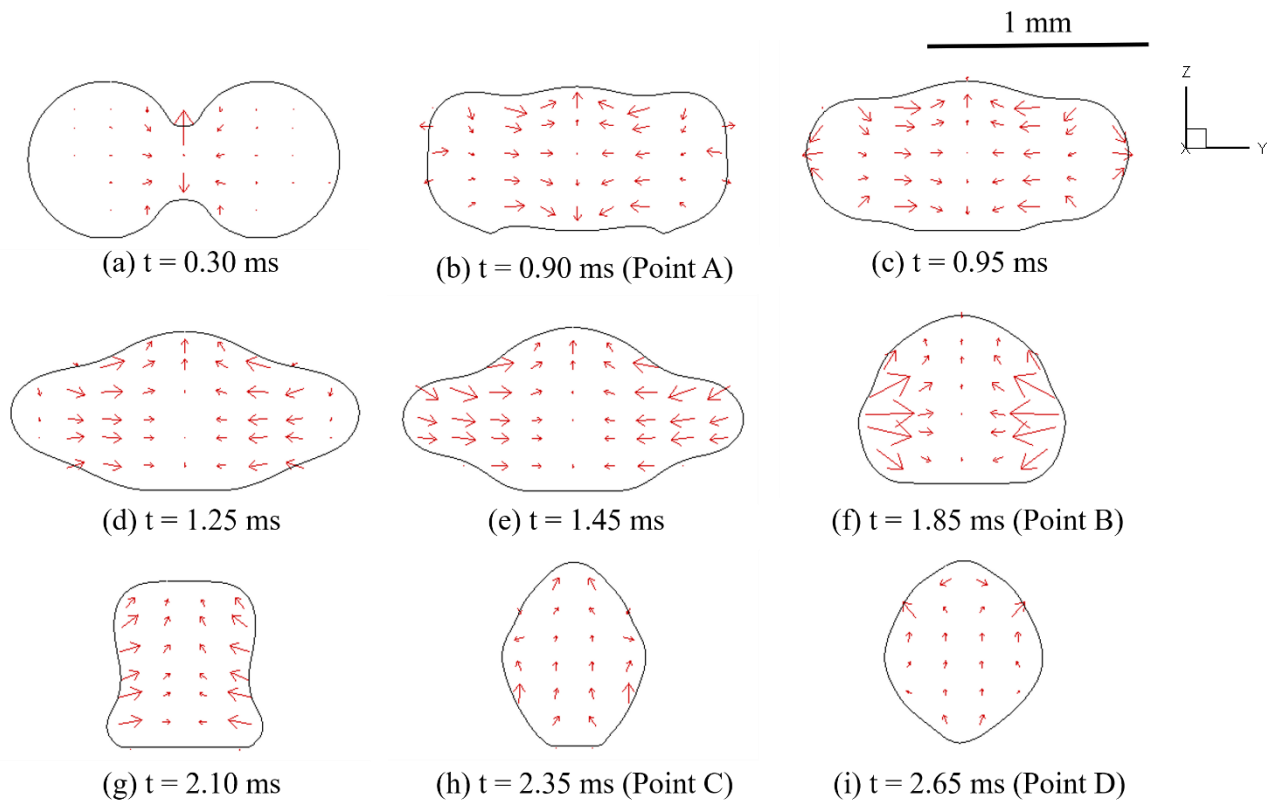 1 mm
Z
X
Y
(a) t = 0.30 ms
(b) t = 0.90 ms (Point A)
(c) t = 0.95 ms
(d) t = 1.25 ms
(e) t = 1.45 ms
(f) t = 1.85 ms (Point B)
(g) t = 2.10 ms
(h) t = 2.35 ms (Point C)
(i) t = 2.65 ms (Point D)